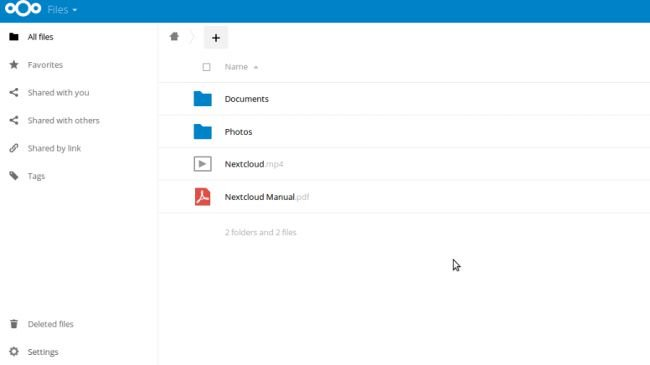 Files
All files
Favorites
Shared with you
Shared with others
Shared by link
Tags
Deleted files
Settings
+
Name
Documents
Photos
Nextcloud.mp4
Nextcloud Manual.pdf
2 folders and 2 files